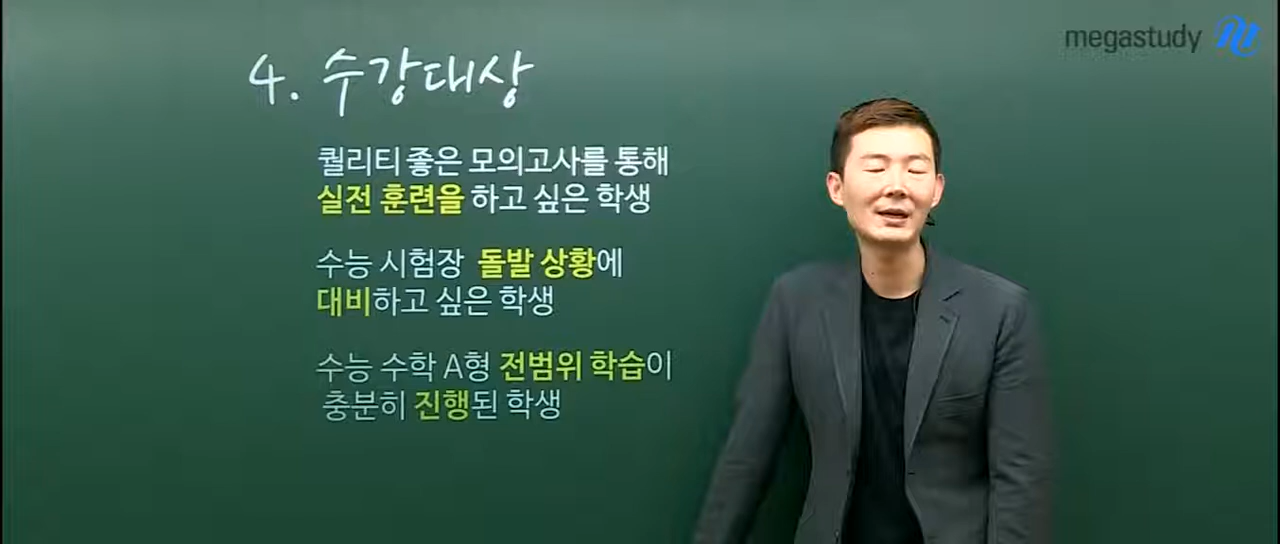 megastudy
4. 수강대상
퀄리티 좋은 모의고사를 통해
실전 훈련을 하고 싶은 학생
수능 시험장 돌발 상황에
대비하고 싶은 학생
수능 수학 A형 전범위 학습이
충분히 진행된 학생